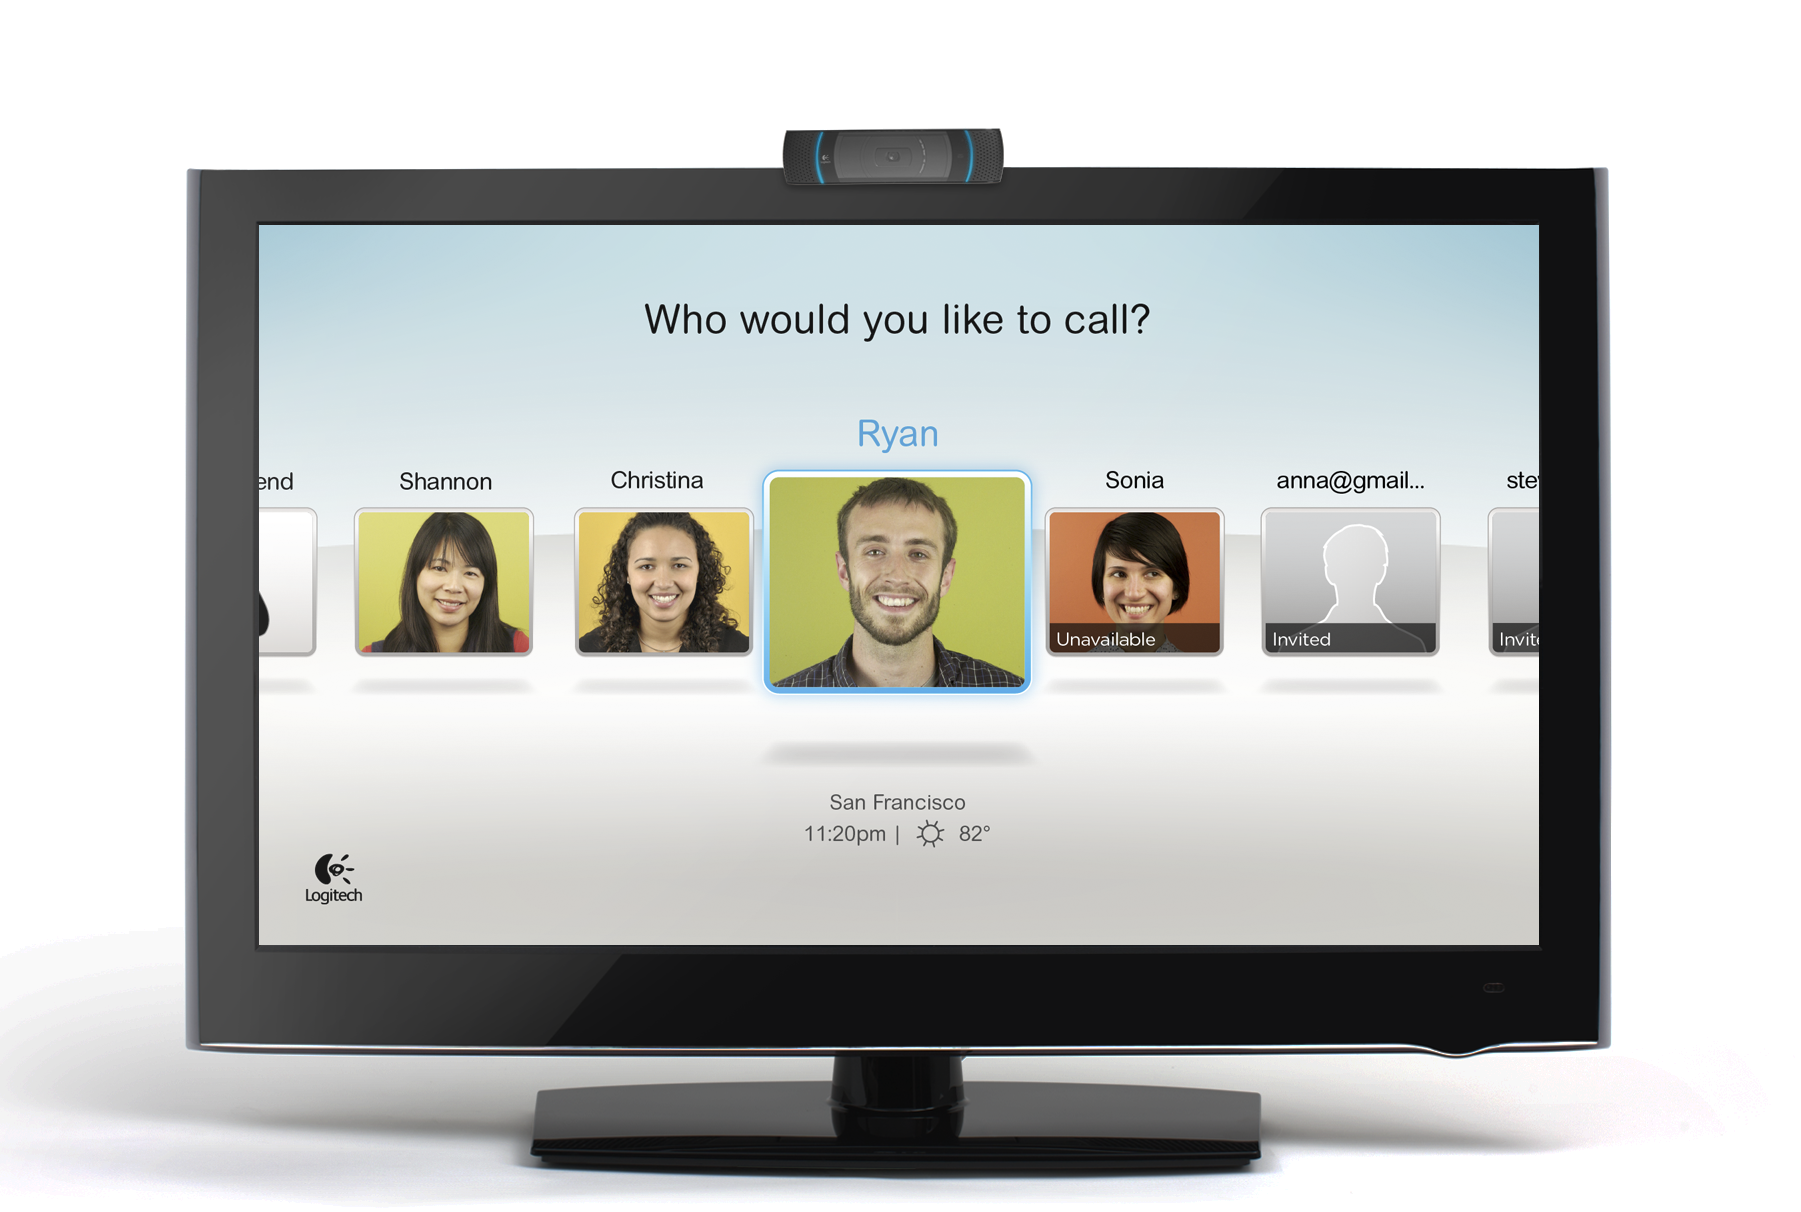 Who would you like to call?
Ryan
end Shannon Christina Sonia anna@gmail... ste
Unavailable Invited Invite
San Francisco
11:20pm | 82°
Logitech